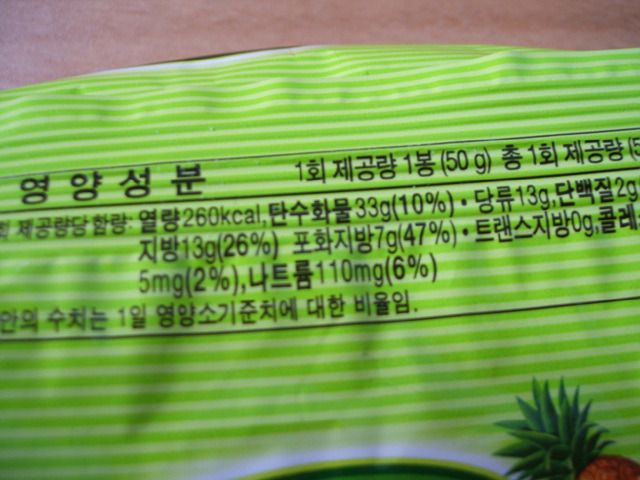 영양성분 1회 제공량 1봉 (50 g) 총 1회 제공량 (5
회 제공량당 함량: 열량260kcal, 탄수화물33g(10%) • 당류13g, 단백질2g
지방13g(26%) 포화지방7g(47%) • 트랜스지방0g, 콜레
5mg(2%), 나트륨110mg(6%)
안의 수치는 1일 영양소기준치에 대한 비율임.